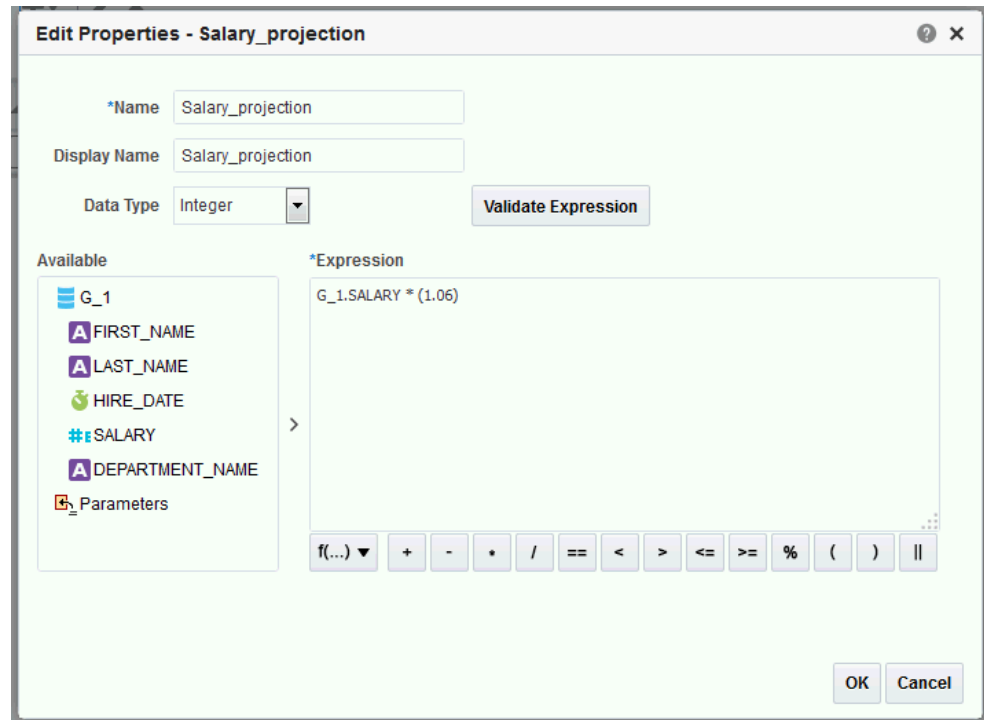 Edit Properties - Salary_projection
*Name Salary_projection
Display Name Salary_projection
Data Type Integer Validate Expression
Available *Expression
G_1 G_1.SALARY * (1.06)
A FIRST_NAME
A LAST_NAME
HIRE_DATE
#E SALARY
A DEPARTMENT_NAME
Parameters
f(...) + - * / == < > <= >= % ( ) ||
OK Cancel